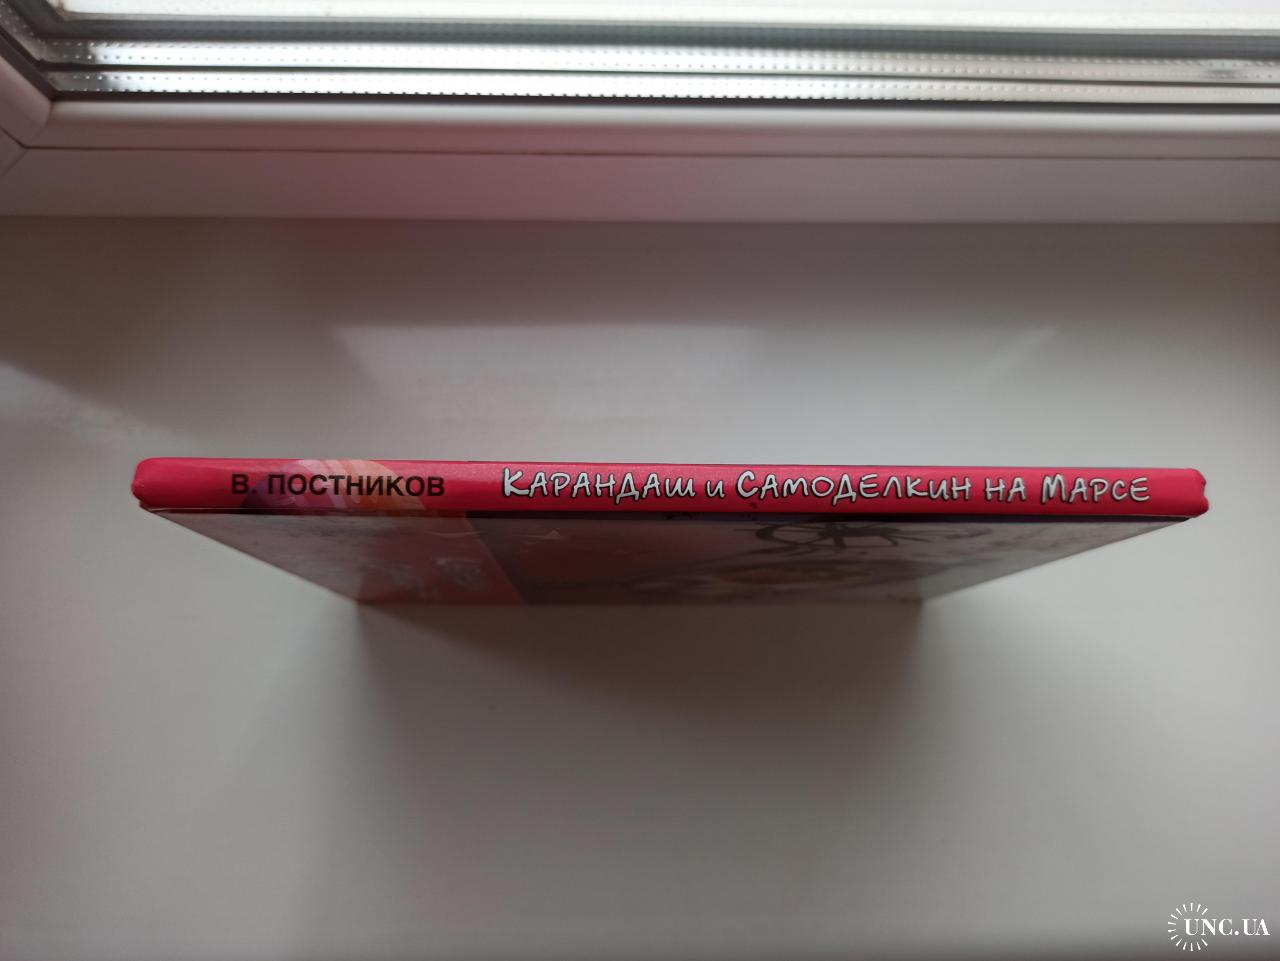 В. ПОСТНИКОВ КАРАНДАШ И САМОДЕЛКИН НА МАРСЕ
UNC.UA